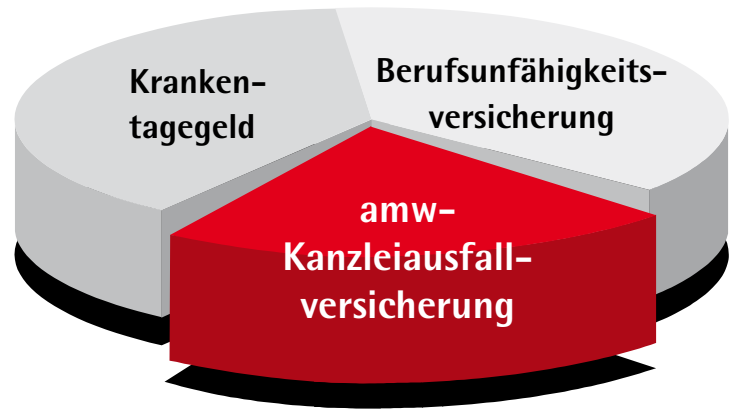 Kranken-
tagegeld
Berufsunfähigkeits-
versicherung
amw-
Kanzleiausfall-
versicherung